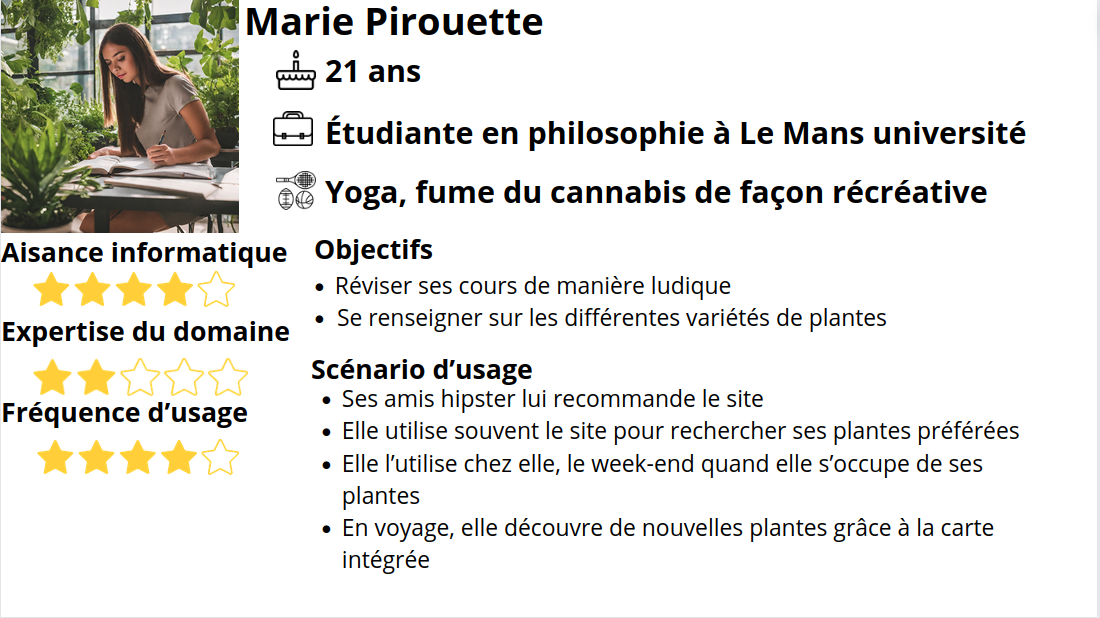 Marie Pirouette
21 ans
Étudiante en philosophie à Le Mans université
Yoga, fume du cannabis de façon récréative
Aisance informatique
Expertise du domaine
Fréquence d’usage
Objectifs
Réviser ses cours de manière ludique
Se renseigner sur les différentes variétés de plantes
Scénario d’usage
Ses amis hipster lui recommande le site
Elle utilise souvent le site pour rechercher ses plantes préférées
Elle l’utilise chez elle, le week-end quand elle s’occupe de ses
plantes
En voyage, elle découvre de nouvelles plantes grâce à la carte
intégrée